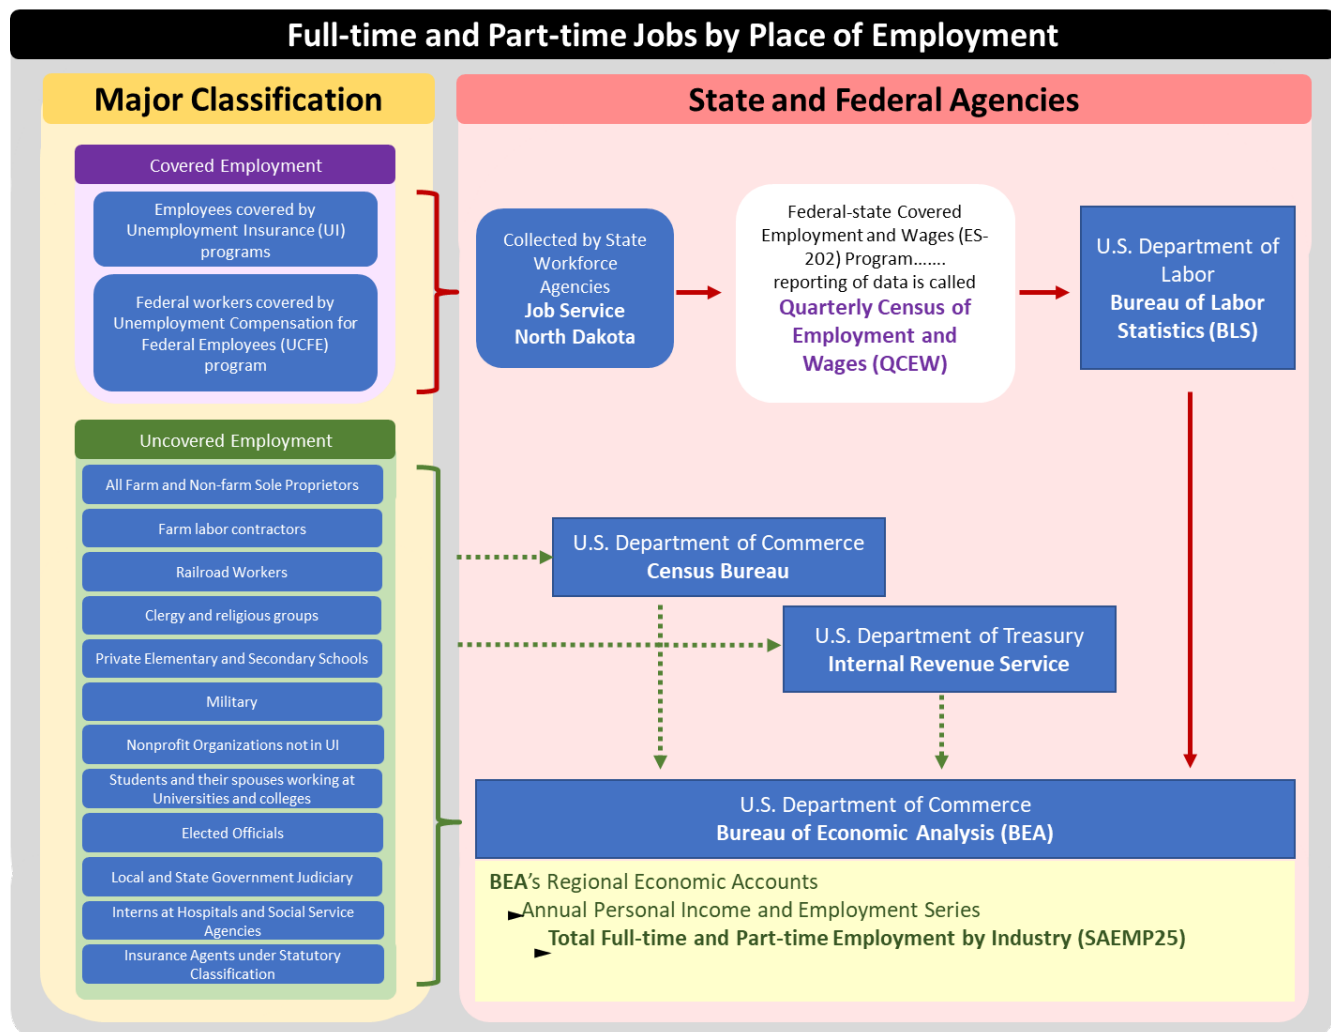 Full-time and Part-time Jobs by Place of Employment
Major Classification
Covered Employment
Employees covered by
Unemployment Insurance (UI)
programs
Federal workers covered by
Unemployment Compensation for
Federal Employees (UCFE)
program
Uncovered Employment
All Farm and Non-farm Sole Proprietors
Farm labor contractors
Railroad Workers
Clergy and religious groups
Private Elementary and Secondary Schools
Military
Nonprofit Organizations not in UI
Students and their spouses working at
Universities and colleges
Elected Officials
Local and State Government Judiciary
Interns at Hospitals and Social Service
Agencies
Insurance Agents under Statutory
Classification
State and Federal Agencies
Collected by State
Workforce
Agencies
Job Service
North Dakota
Federal-state Covered
Employment and Wages (ES-
202) Program…….
reporting of data is called
Quarterly Census of
Employment and
Wages (QCEW)
U.S. Department of
Labor
Bureau of Labor
Statistics (BLS)
U.S. Department of Commerce
Census Bureau
U.S. Department of Treasury
Internal Revenue Service
U.S. Department of Commerce
Bureau of Economic Analysis (BEA)
BEA's Regional Economic Accounts
Annual Personal Income and Employment Series
Total Full-time and Part-time Employment by Industry (SAEMP25)